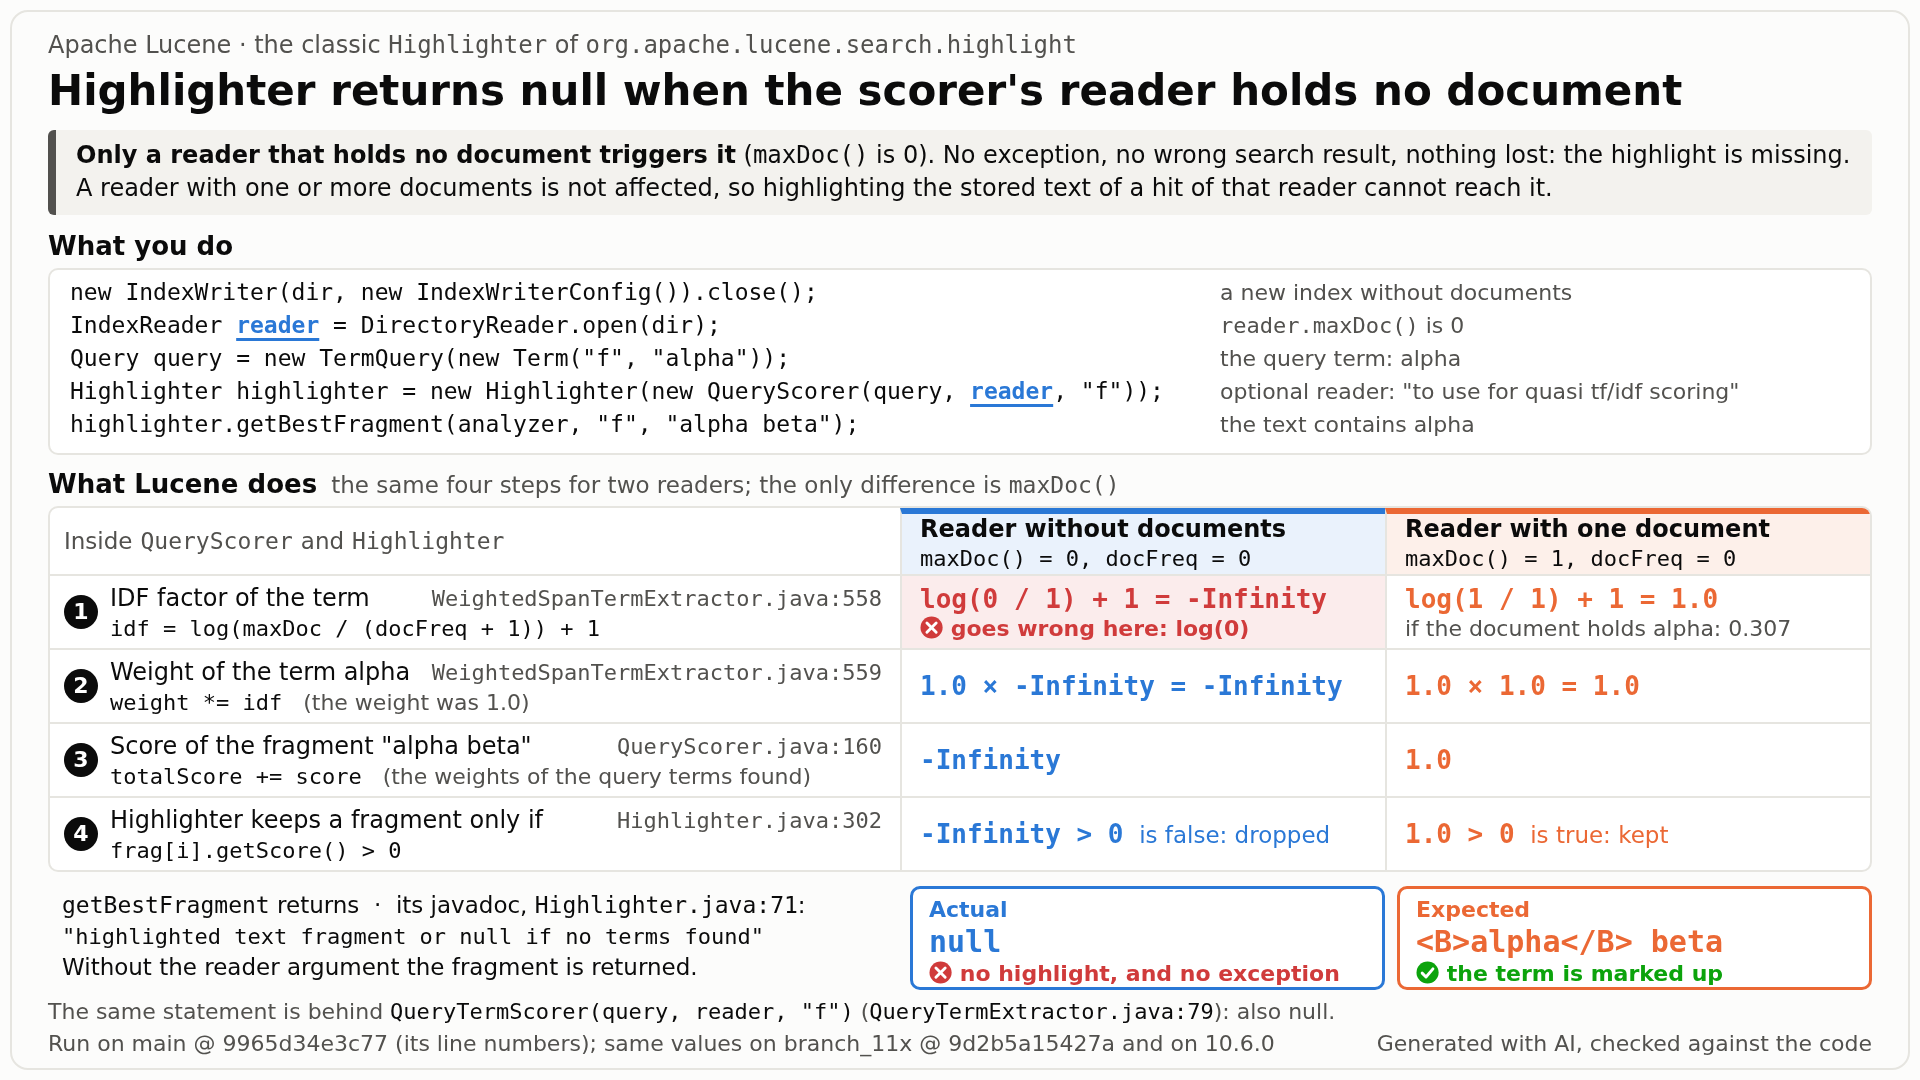 Apache Lucene · the classic Highlighter of org.apache.lucene.search.highlight
Highlighter returns null when the scorer's reader holds no document
Only a reader that holds no document triggers it (maxDoc() is 0). No exception, no wrong search result, nothing lost: the highlight is missing.
A reader with one or more documents is not affected, so highlighting the stored text of a hit of that reader cannot reach it.
What you do
new IndexWriter(dir, new IndexWriterConfig()).close(); a new index without documents
IndexReader reader = DirectoryReader.open(dir); reader.maxDoc() is 0
Query query = new TermQuery(new Term("f", "alpha")); the query term: alpha
Highlighter highlighter = new Highlighter(new QueryScorer(query, reader, "f")); optional reader: "to use for quasi tf/idf scoring"
highlighter.getBestFragment(analyzer, "f", "alpha beta"); the text contains alpha
What Lucene does the same four steps for two readers; the only difference is maxDoc()
Inside QueryScorer and Highlighter
Reader without documents
maxDoc() = 0, docFreq = 0
Reader with one document
maxDoc() = 1, docFreq = 0
1 IDF factor of the term WeightedSpanTermExtractor.java:558
idf = log(maxDoc / (docFreq + 1)) + 1
log(0 / 1) + 1 = -Infinity
goes wrong here: log(0)
log(1 / 1) + 1 = 1.0
if the document holds alpha: 0.307
2 Weight of the term alpha WeightedSpanTermExtractor.java:559
weight *= idf (the weight was 1.0)
1.0 × -Infinity = -Infinity
1.0 × 1.0 = 1.0
3 Score of the fragment "alpha beta" QueryScorer.java:160
totalScore += score (the weights of the query terms found)
-Infinity
1.0
4 Highlighter keeps a fragment only if Highlighter.java:302
frag[i].getScore() > 0
-Infinity > 0 is false: dropped
1.0 > 0 is true: kept
getBestFragment returns · its javadoc, Highlighter.java:71:
"highlighted text fragment or null if no terms found"
Without the reader argument the fragment is returned.
Actual
null
no highlight, and no exception
Expected
<B>alpha</B> beta
the term is marked up
The same statement is behind QueryTermScorer(query, reader, "f") (QueryTermExtractor.java:79): also null.
Run on main @ 9965d34e3c77 (its line numbers); same values on branch_11x @ 9d2b5a15427a and on 10.6.0
Generated with AI, checked against the code